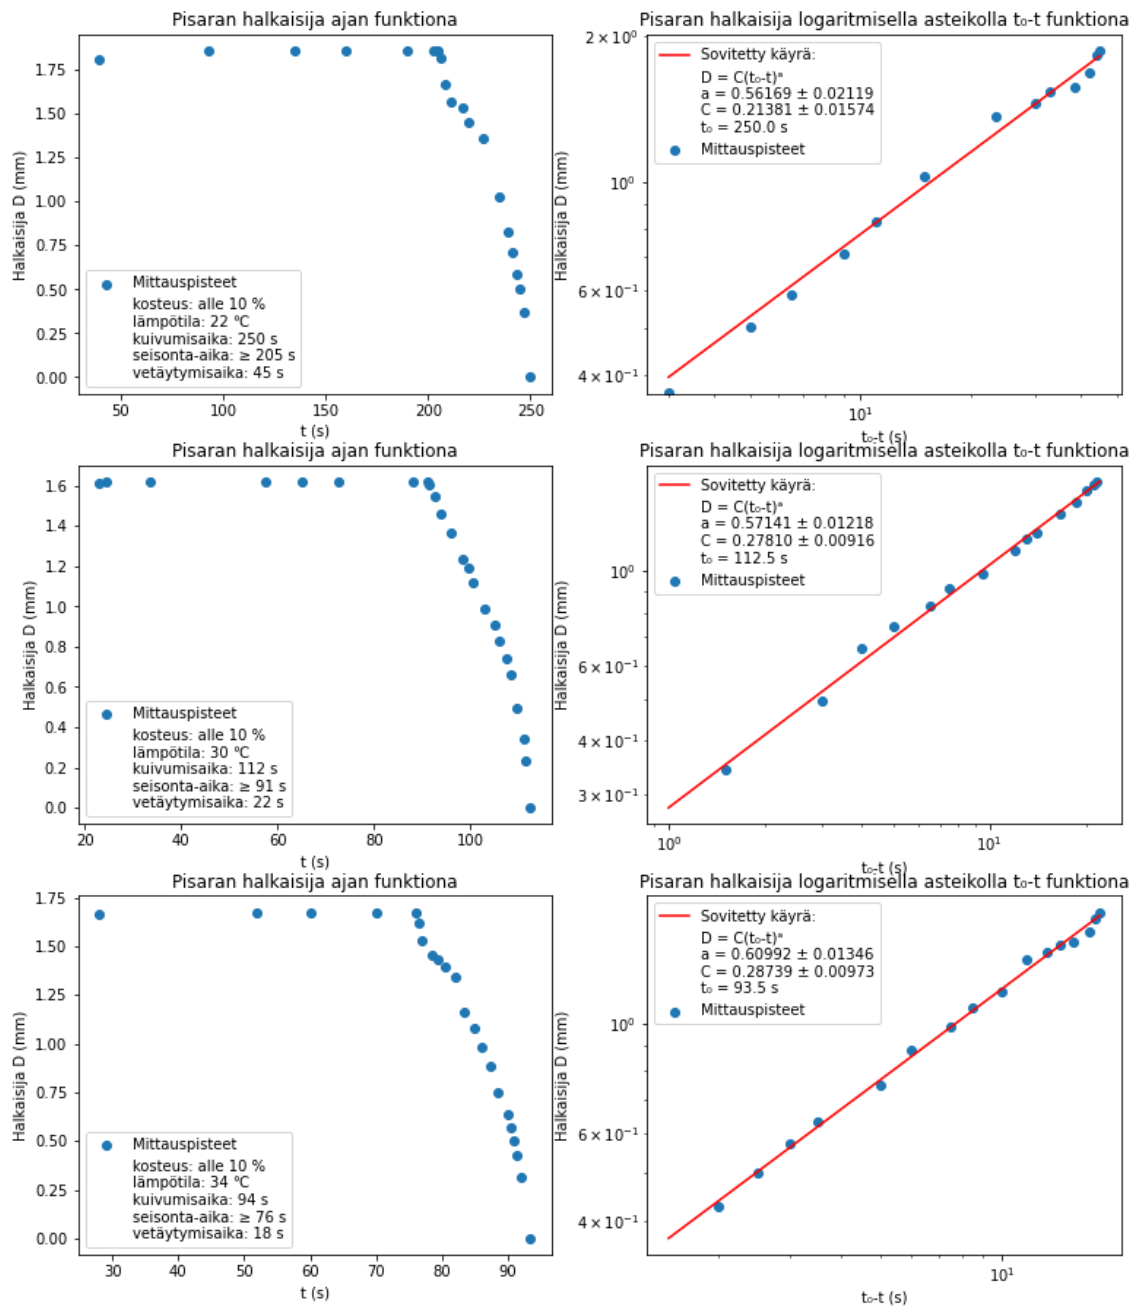 Pisaran halkaisija ajan funktiona
Halkaisija D (mm)
1.75
1.50
1.25
1.00
0.75
0.50
0.25
0.00
Mittauspisteet
kosteus: alle 10 %
lämpötila: 22 °C
kuivumisaika: 250 s
seisonta-aika: ≥ 205 s
vetäytymisaika: 45 s
50 100 150 200 250
t (s)
Pisaran halkaisija logaritmisella asteikolla t₀-t funktiona
Halkaisija D (mm)
2 × 10⁰
10⁰
6 × 10⁻¹
4 × 10⁻¹
Sovitetty käyrä:
D = C(t₀-t)ᵃ
a = 0.56169 ± 0.02119
C = 0.21381 ± 0.01574
t₀ = 250.0 s
Mittauspisteet
10¹
t₀-t (s)
Pisaran halkaisija ajan funktiona
Halkaisija D (mm)
1.6
1.4
1.2
1.0
0.8
0.6
0.4
0.2
0.0
Mittauspisteet
kosteus: alle 10 %
lämpötila: 30 °C
kuivumisaika: 112 s
seisonta-aika: ≥ 91 s
vetäytymisaika: 22 s
20 40 60 80 100
t (s)
Pisaran halkaisija logaritmisella asteikolla t₀-t funktiona
Halkaisija D (mm)
10⁰
6 × 10⁻¹
4 × 10⁻¹
3 × 10⁻¹
Sovitetty käyrä:
D = C(t₀-t)ᵃ
a = 0.57141 ± 0.01218
C = 0.27810 ± 0.00916
t₀ = 112.5 s
Mittauspisteet
10⁰ 10¹
t₀-t (s)
Pisaran halkaisija ajan funktiona
Halkaisija D (mm)
1.75
1.50
1.25
1.00
0.75
0.50
0.25
0.00
Mittauspisteet
kosteus: alle 10 %
lämpötila: 34 °C
kuivumisaika: 94 s
seisonta-aika: ≥ 76 s
vetäytymisaika: 18 s
30 40 50 60 70 80 90
t (s)
Pisaran halkaisija logaritmisella asteikolla t₀-t funktiona
Halkaisija D (mm)
10⁰
6 × 10⁻¹
4 × 10⁻¹
Sovitetty käyrä:
D = C(t₀-t)ᵃ
a = 0.60992 ± 0.01346
C = 0.28739 ± 0.00973
t₀ = 93.5 s
Mittauspisteet
10¹
t₀-t (s)